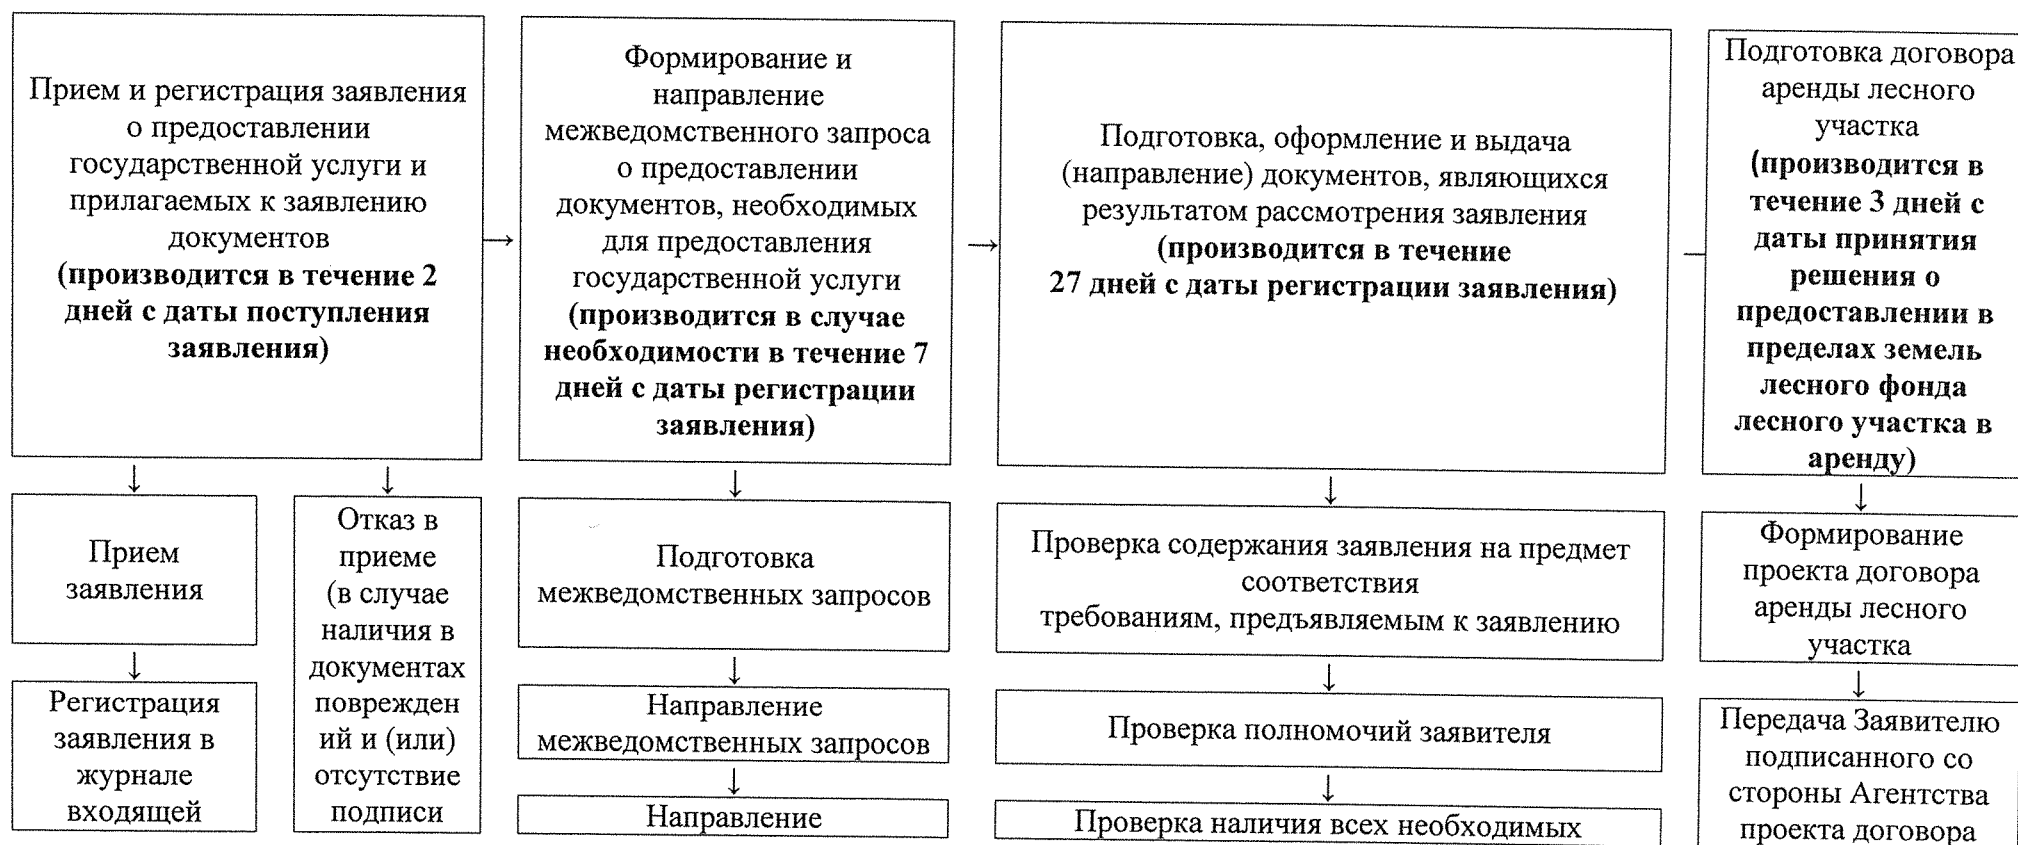 Прием и регистрация заявления
о предоставлении
государственной услуги и
прилагаемых к заявлению
документов
(производится в течение 2
дней с даты поступления
заявления)
→
Формирование и
направление
межведомственного запроса
о предоставлении
документов, необходимых
для предоставления
государственной услуги
(производится в случае
необходимости в течение 7
дней с даты регистрации
заявления)
→
Подготовка, оформление и выдача
(направление) документов, являющихся
результатом рассмотрения заявления
(производится в течение
27 дней с даты регистрации заявления)
Подготовка договора
аренды лесного
участка
(производится в
течение 3 дней с
даты принятия
решения о
предоставлении в
пределах земель
лесного фонда
лесного участка в
аренду)
Прием
заявления
Регистрация
заявления в
журнале
входящей
Отказ в
приеме
(в случае
наличия в
документах
поврежден
ий и (или)
отсутствие
подписи
Подготовка
межведомственных запросов
Направление
межведомственных запросов
Направление
Проверка содержания заявления на предмет
соответствия
требованиям, предъявляемым к заявлению
Проверка полномочий заявителя
Проверка наличия всех необходимых
Формирование
проекта договора
аренды лесного
участка
Передача Заявителю
подписанного со
стороны Агентства
проекта договора